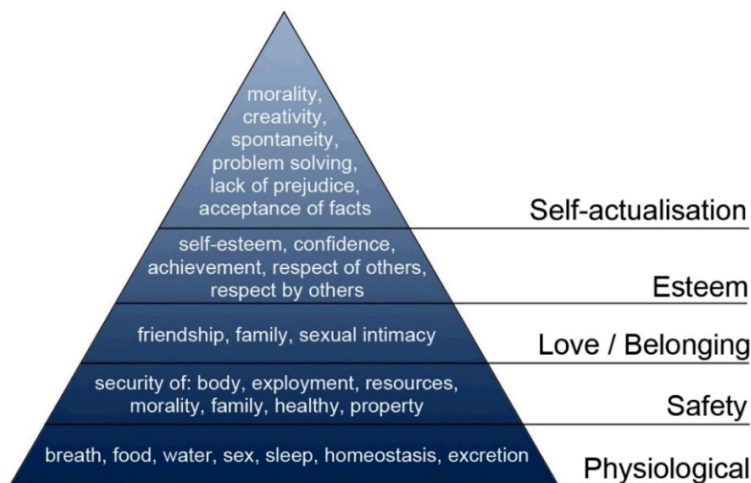 morality,
creativity,
spontaneity,
problem solving,
lack of prejudice,
acceptance of facts
Self-actualisation
self-esteem, confidence,
achievement, respect of others,
respect by others
Esteem
friendship, family, sexual intimacy
Love / Belonging
security of: body, exployment, resources,
morality, family, healthy, property
Safety
breath, food, water, sex, sleep, homeostasis, excretion
Physiological